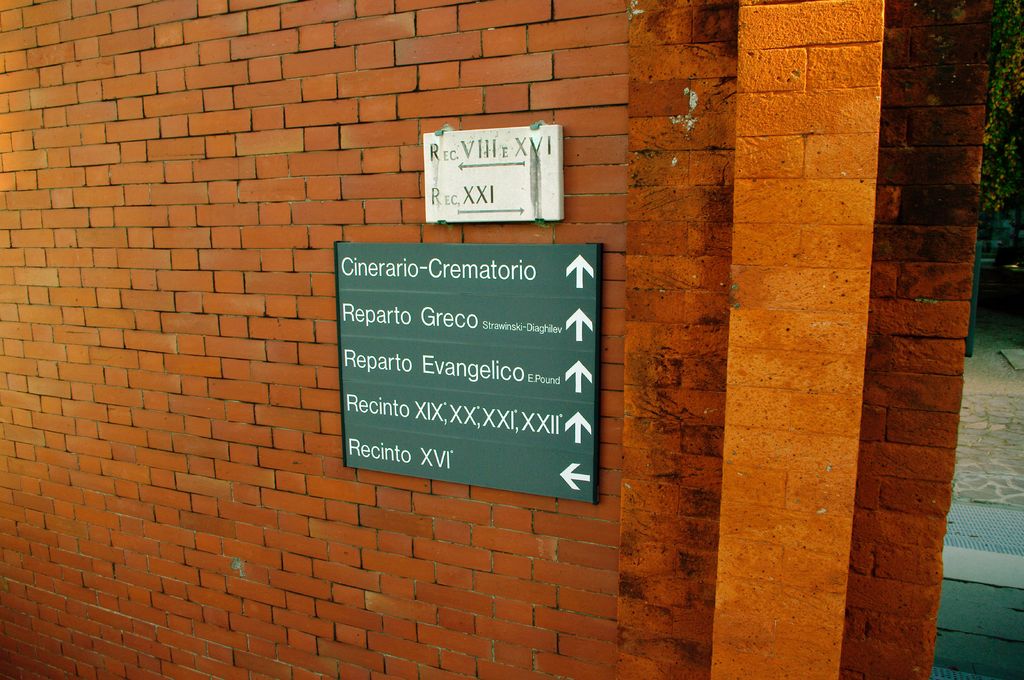 REC. VIII E XVI
REC. XXI
Cinerario-Crematorio
Reparto Greco Strawinski-Diaghilev
Reparto Evangelico E.Pound
Recinto XIX°, XX°, XXI°, XXII°
Recinto XVI°